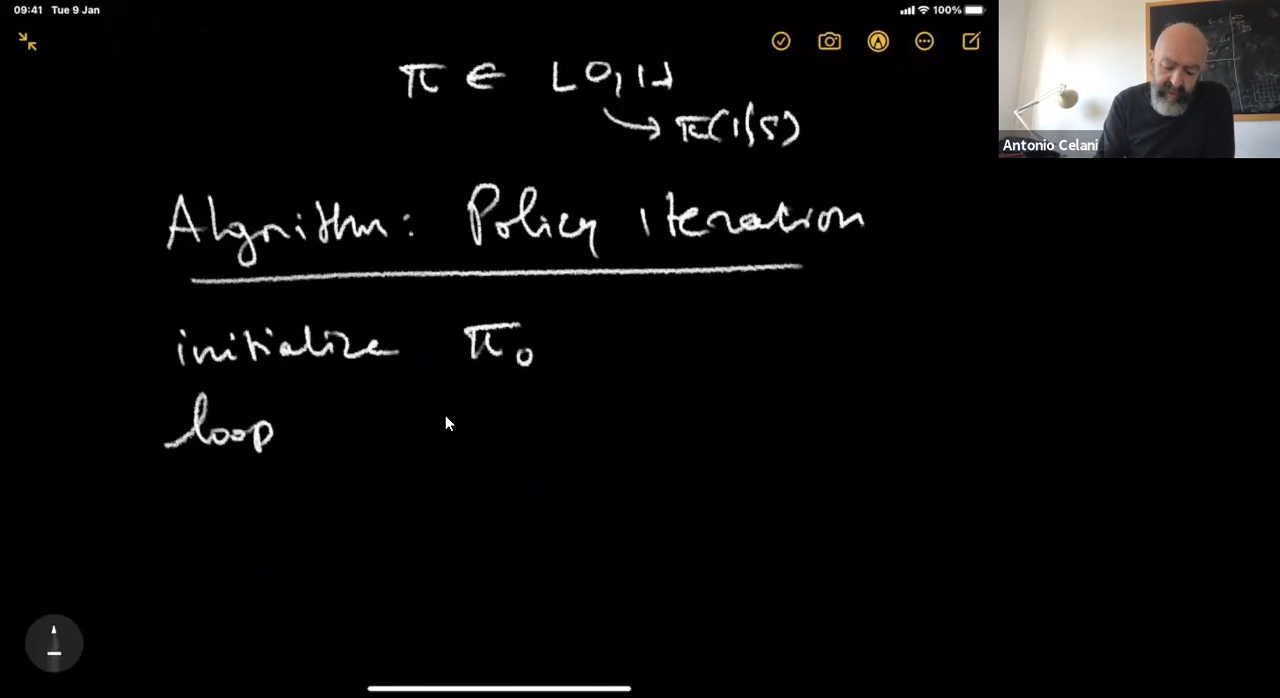 09:41 Tue 9 Jan 100%
π ∈ [0,1]
→ π(1|s)
Algorithm: Policy iteration
initialize π₀
loop
Antonio Celani